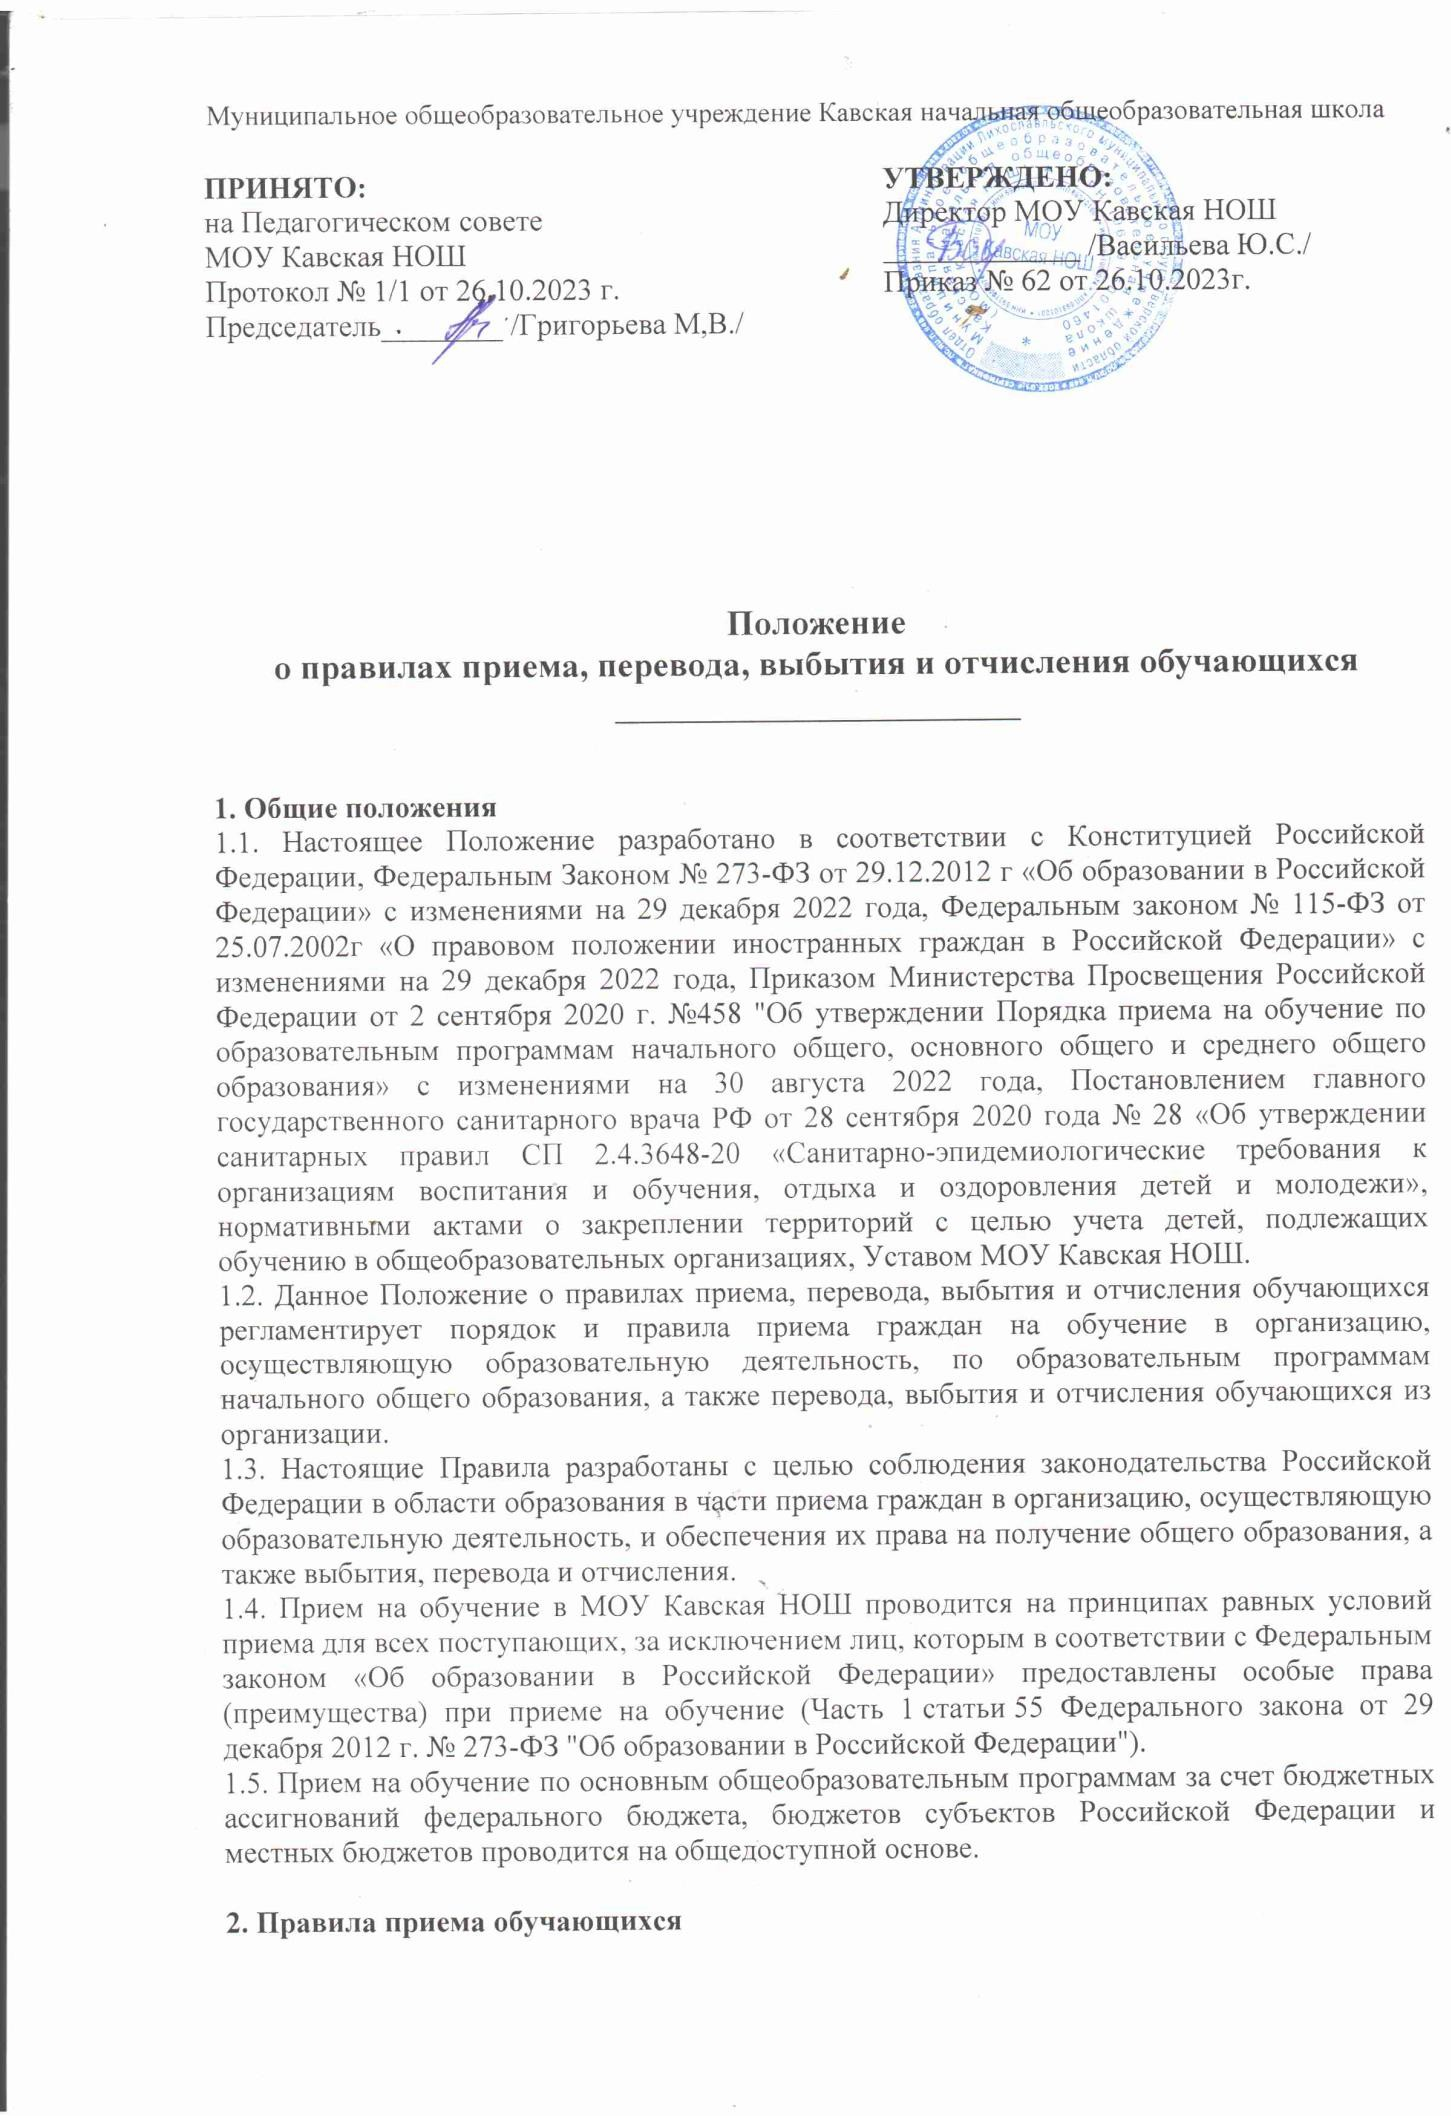 Муниципальное общеобразовательное учреждение Кавская начальная общеобразовательная школа
ПРИНЯТО:
на Педагогическом совете
МОУ Кавская НОШ
Протокол № 1/1 от 26.10.2023 г.
Председатель_________/Григорьева М,В./
УТВЕРЖДЕНО:
Директор МОУ Кавская НОШ
_______________/Васильева Ю.С./
Приказ № 62 от 26.10.2023г.
МОУ
Кавская НОШ
Положение
о правилах приема, перевода, выбытия и отчисления обучающихся
1. Общие положения
1.1. Настоящее Положение разработано в соответствии с Конституцией Российской
Федерации, Федеральным Законом № 273-ФЗ от 29.12.2012 г «Об образовании в Российской
Федерации» с изменениями на 29 декабря 2022 года, Федеральным законом № 115-ФЗ от
25.07.2002г «О правовом положении иностранных граждан в Российской Федерации» с
изменениями на 29 декабря 2022 года, Приказом Министерства Просвещения Российской
Федерации от 2 сентября 2020 г. №458 "Об утверждении Порядка приема на обучение по
образовательным программам начального общего, основного общего и среднего общего
образования» с изменениями на 30 августа 2022 года, Постановлением главного
государственного санитарного врача РФ от 28 сентября 2020 года № 28 «Об утверждении
санитарных правил СП 2.4.3648-20 «Санитарно-эпидемиологические требования к
организациям воспитания и обучения, отдыха и оздоровления детей и молодежи»,
нормативными актами о закреплении территорий с целью учета детей, подлежащих
обучению в общеобразовательных организациях, Уставом МОУ Кавская НОШ.
1.2. Данное Положение о правилах приема, перевода, выбытия и отчисления обучающихся
регламентирует порядок и правила приема граждан на обучение в организацию,
осуществляющую образовательную деятельность, по образовательным программам
начального общего образования, а также перевода, выбытия и отчисления обучающихся из
организации.
1.3. Настоящие Правила разработаны с целью соблюдения законодательства Российской
Федерации в области образования в части приема граждан в организацию, осуществляющую
образовательную деятельность, и обеспечения их права на получение общего образования, а
также выбытия, перевода и отчисления.
1.4. Прием на обучение в МОУ Кавская НОШ проводится на принципах равных условий
приема для всех поступающих, за исключением лиц, которым в соответствии с Федеральным
законом «Об образовании в Российской Федерации» предоставлены особые права
(преимущества) при приеме на обучение (Часть 1 статьи 55 Федерального закона от 29
декабря 2012 г. № 273-ФЗ "Об образовании в Российской Федерации").
1.5. Прием на обучение по основным общеобразовательным программам за счет бюджетных
ассигнований федерального бюджета, бюджетов субъектов Российской Федерации и
местных бюджетов проводится на общедоступной основе.
2. Правила приема обучающихся